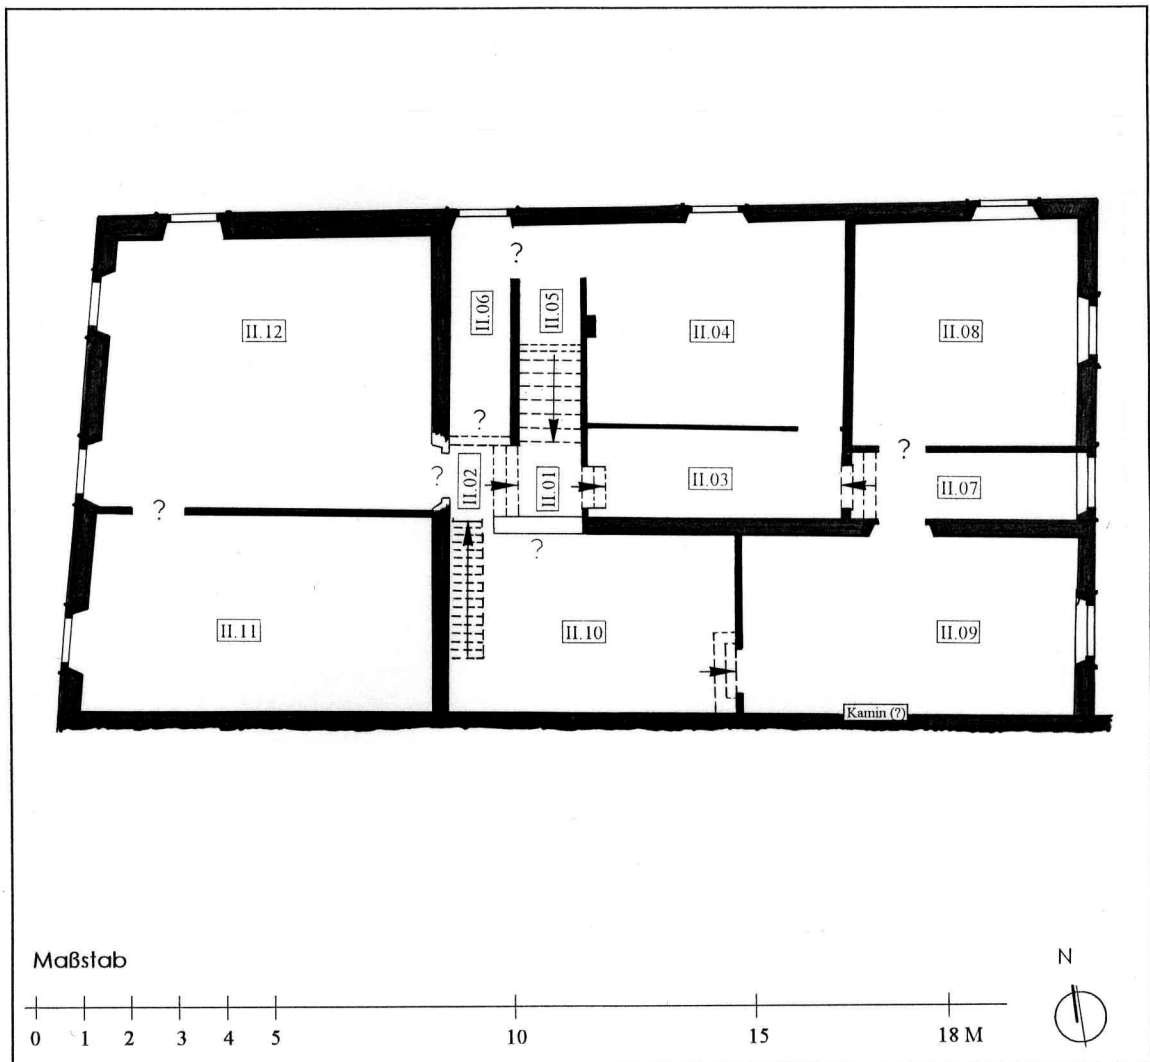 ?
II.06
II.05
II.12
II.04
II.08
?
?
?
II.02
II.01
II.03
II.07
?
?
II.11
II.10
II.09
Kamin (?)
Maßstab
N
0 1 2 3 4 5 10 15 18 M